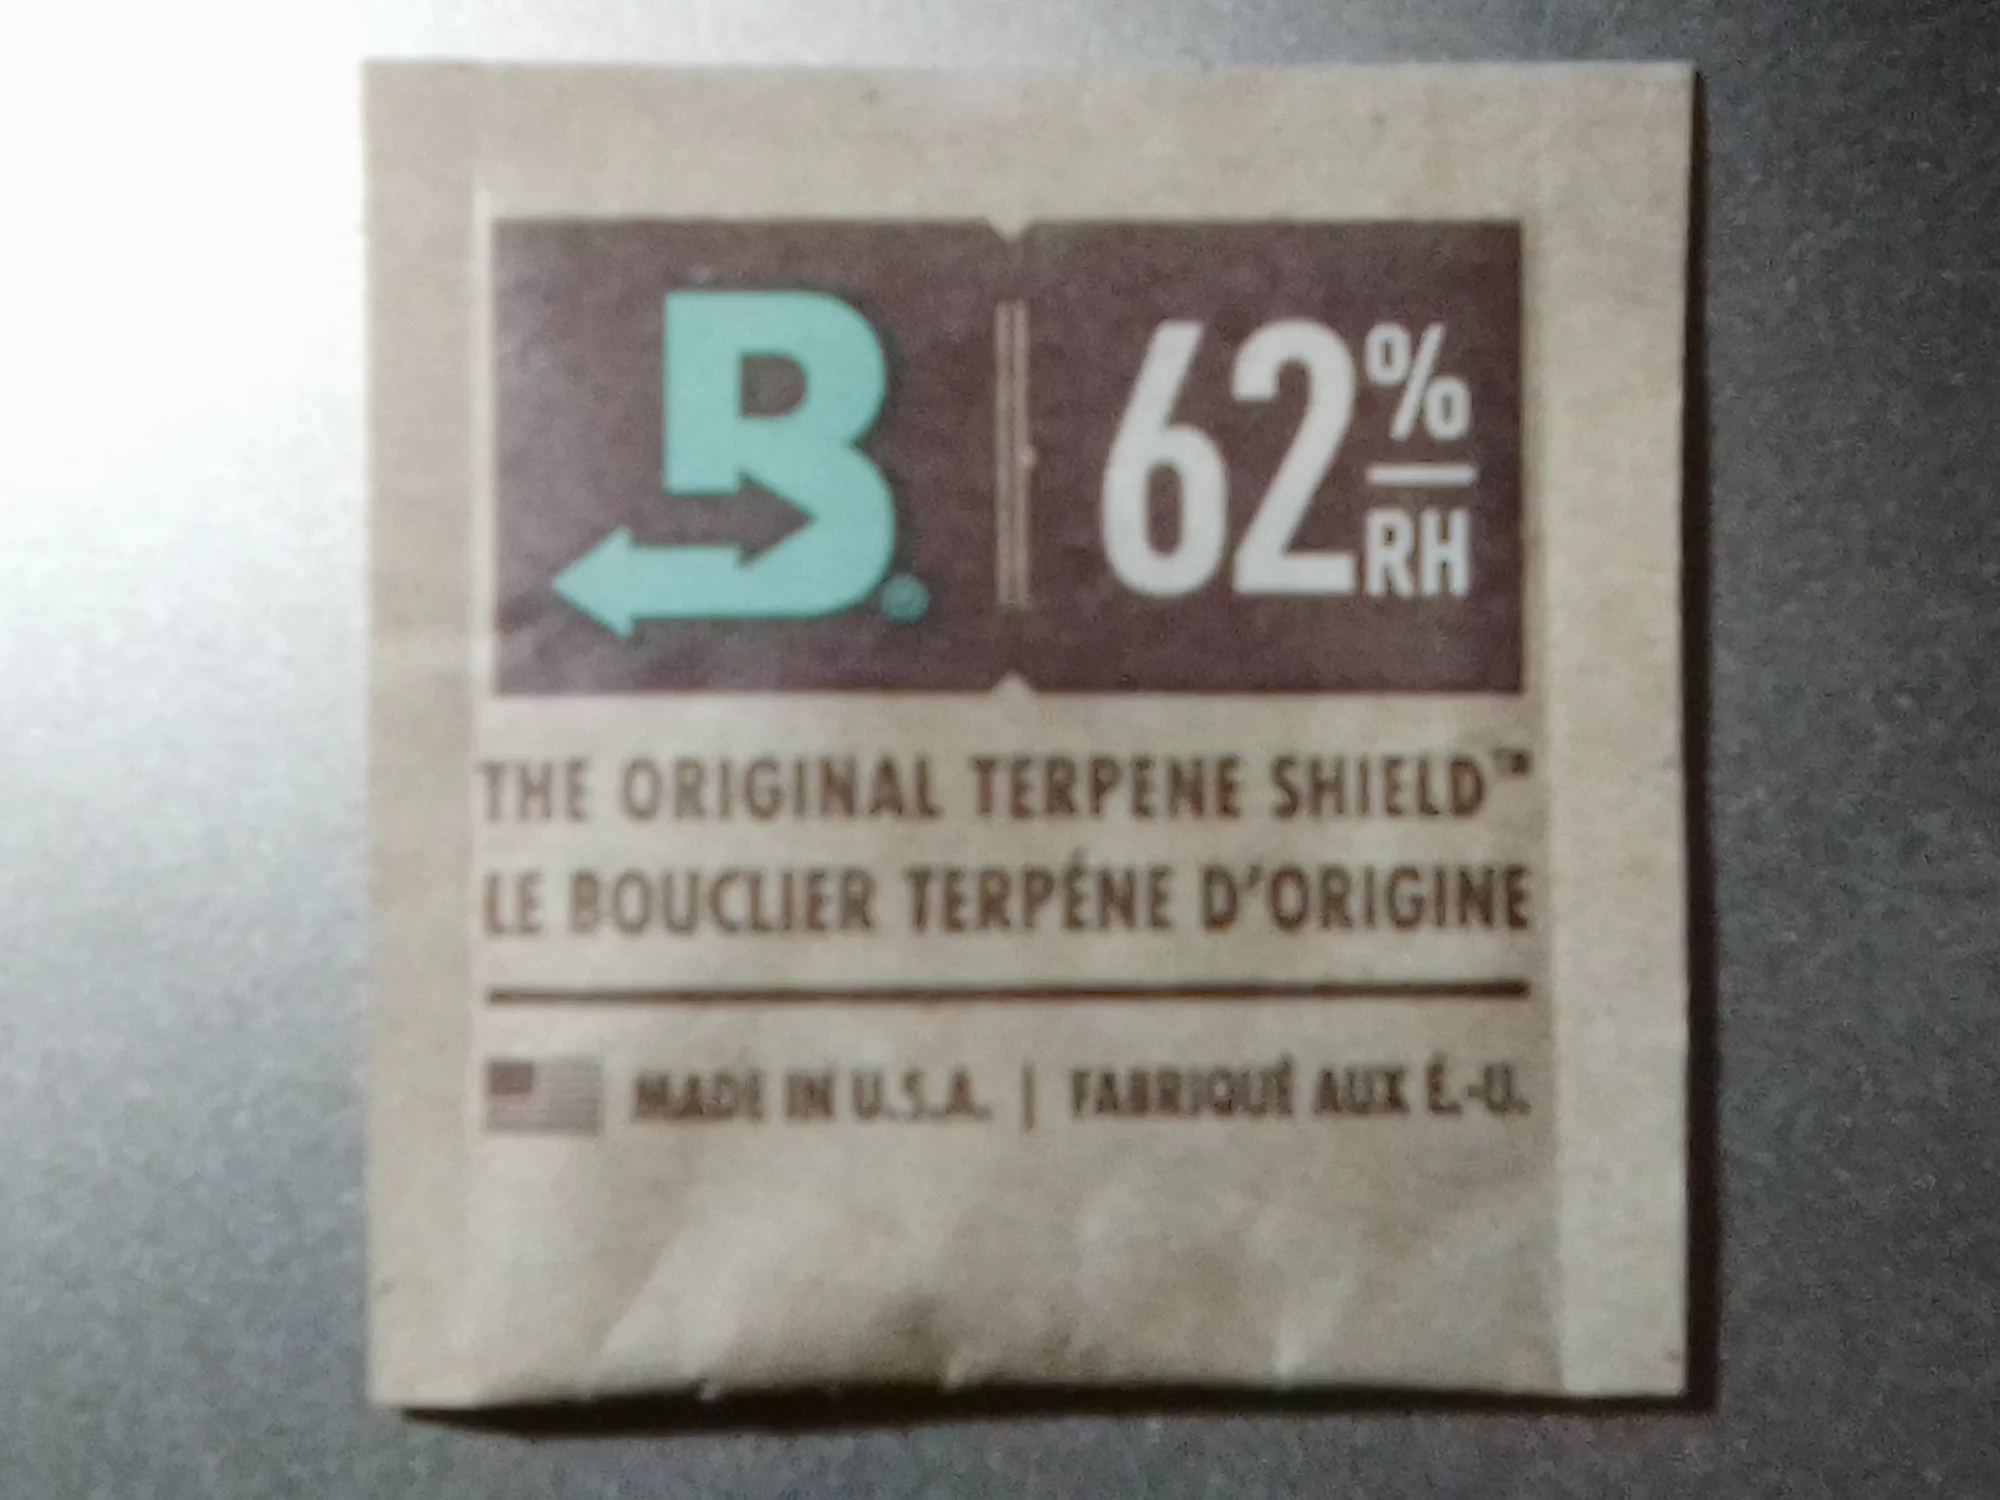 B® 62% RH
THE ORIGINAL TERPENE SHIELD™
LE BOUCLIER TERPÉNE D'ORIGINE
MADE IN U.S.A. | FABRIQUÉ AUX É.-U.